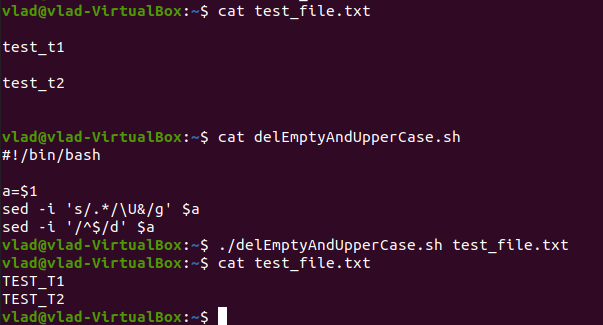 vlad@vlad-VirtualBox:~$ cat test_file.txt
test_t1
test_t2
vlad@vlad-VirtualBox:~$ cat delEmptyAndUpperCase.sh
#!/bin/bash
a=$1
sed -i 's/.*/\U&/g' $a
sed -i '/^$/d' $a
vlad@vlad-VirtualBox:~$ ./delEmptyAndUpperCase.sh test_file.txt
vlad@vlad-VirtualBox:~$ cat test_file.txt
TEST_T1
TEST_T2
vlad@vlad-VirtualBox:~$